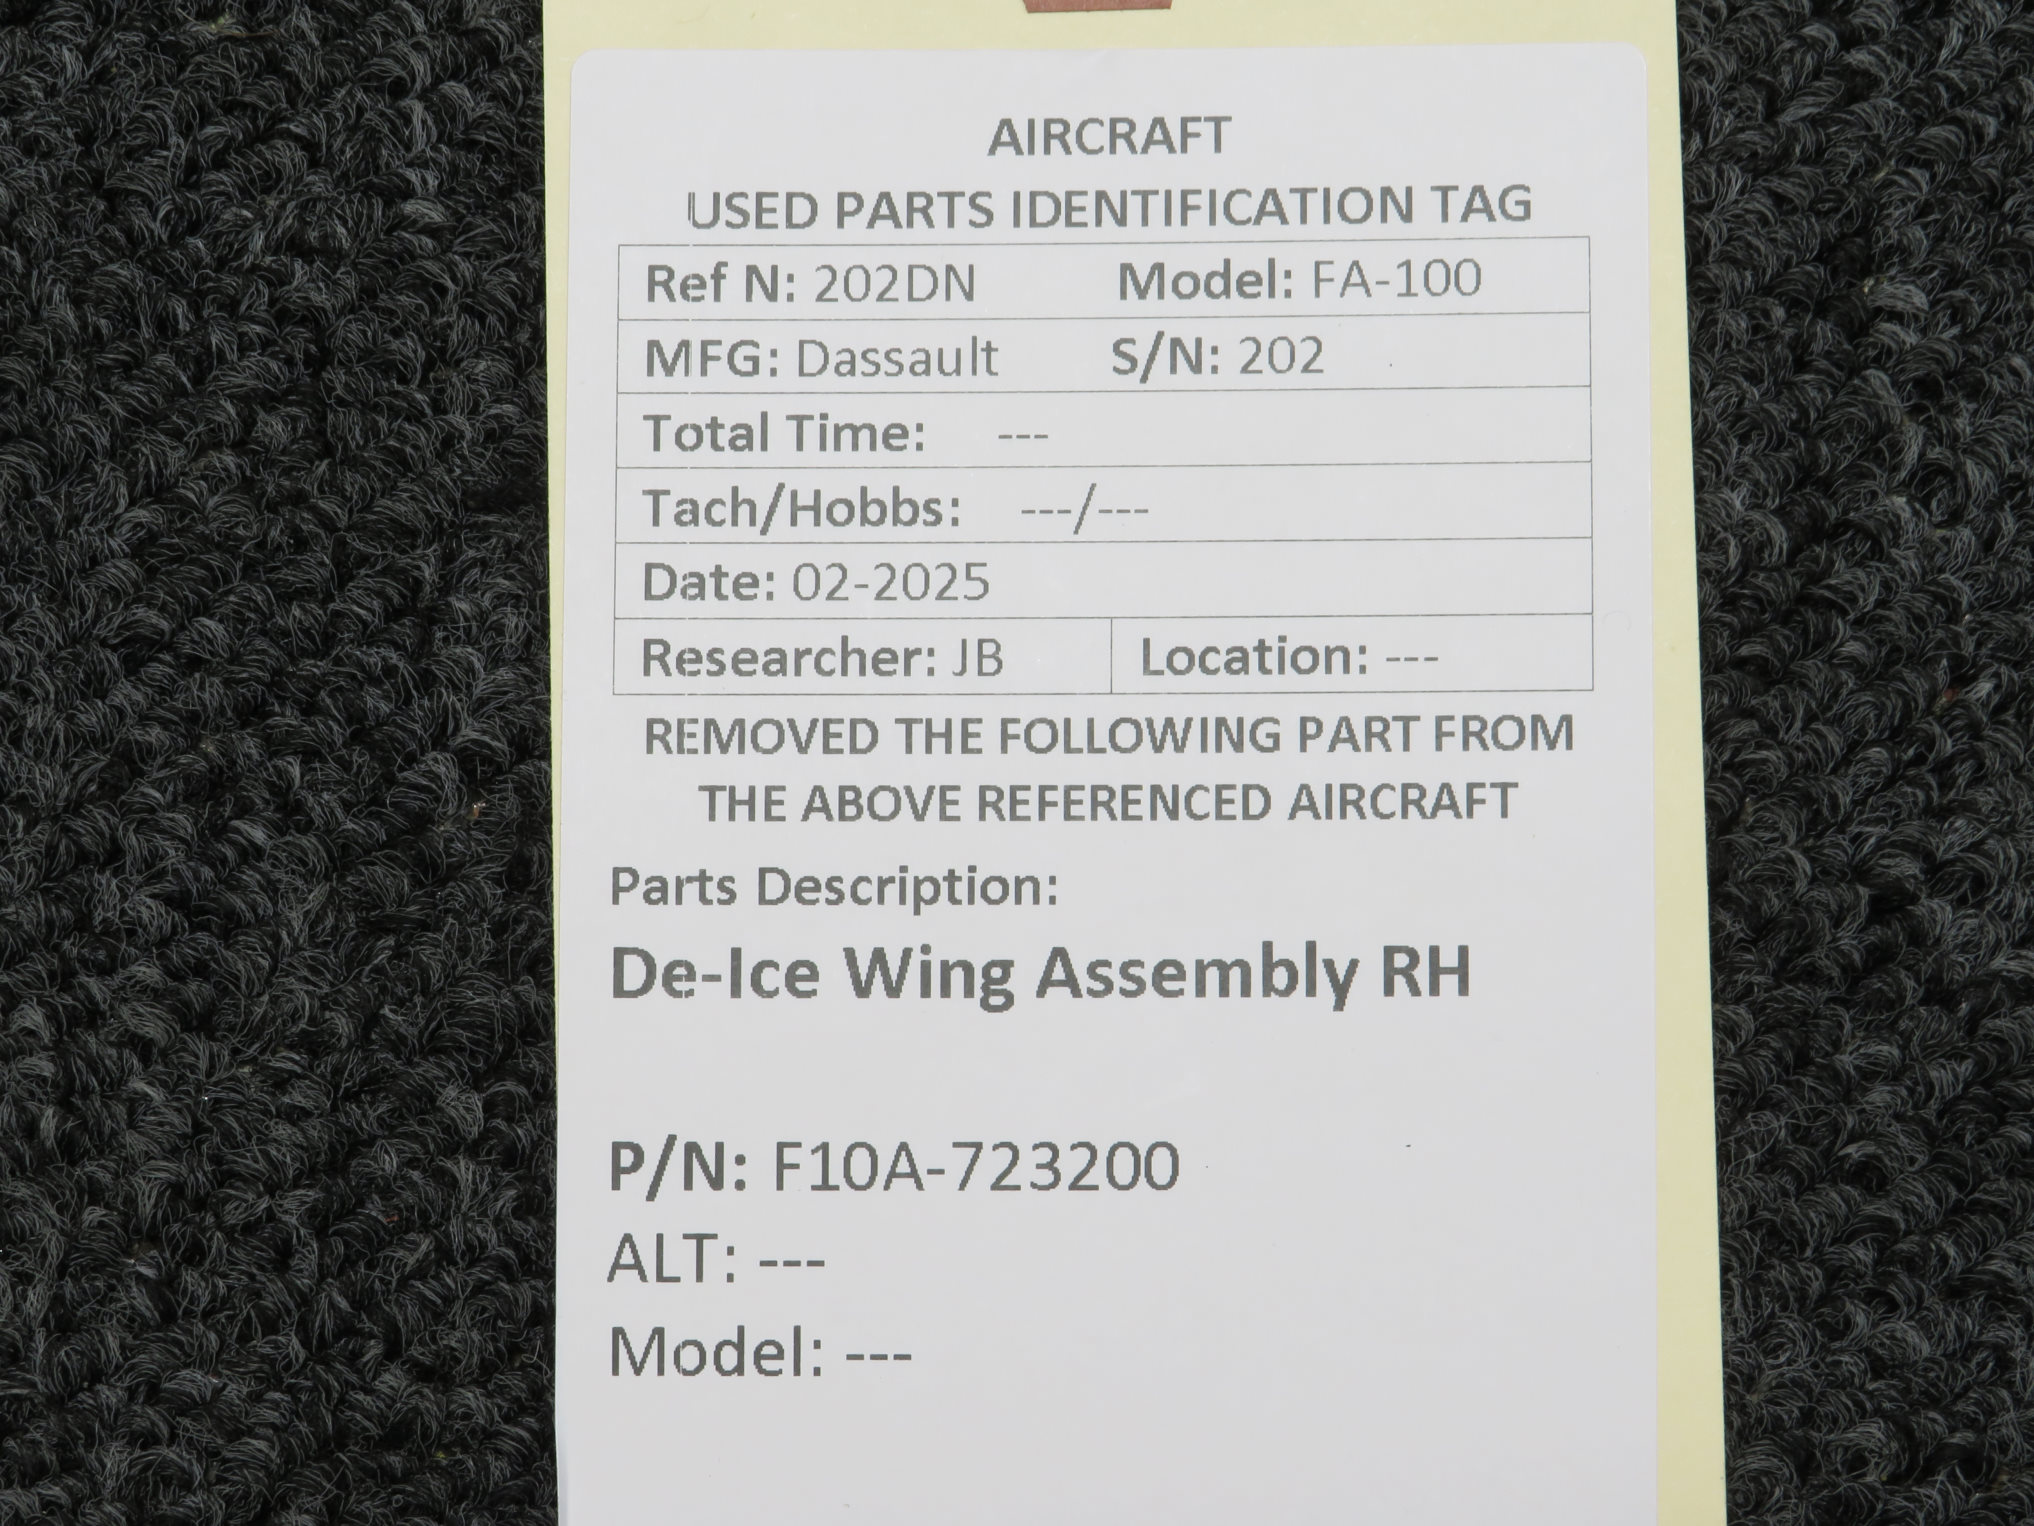 AIRCRAFT
USED PARTS IDENTIFICATION TAG
Ref N: 202DN Model: FA-100
MFG: Dassault S/N: 202
Total Time: ---
Tach/Hobbs: ---/---
Date: 02-2025
Researcher: JB Location: ---
REMOVED THE FOLLOWING PART FROM
THE ABOVE REFERENCED AIRCRAFT
Parts Description:
De-Ice Wing Assembly RH
P/N: F10A-723200
ALT: ---
Model: ---